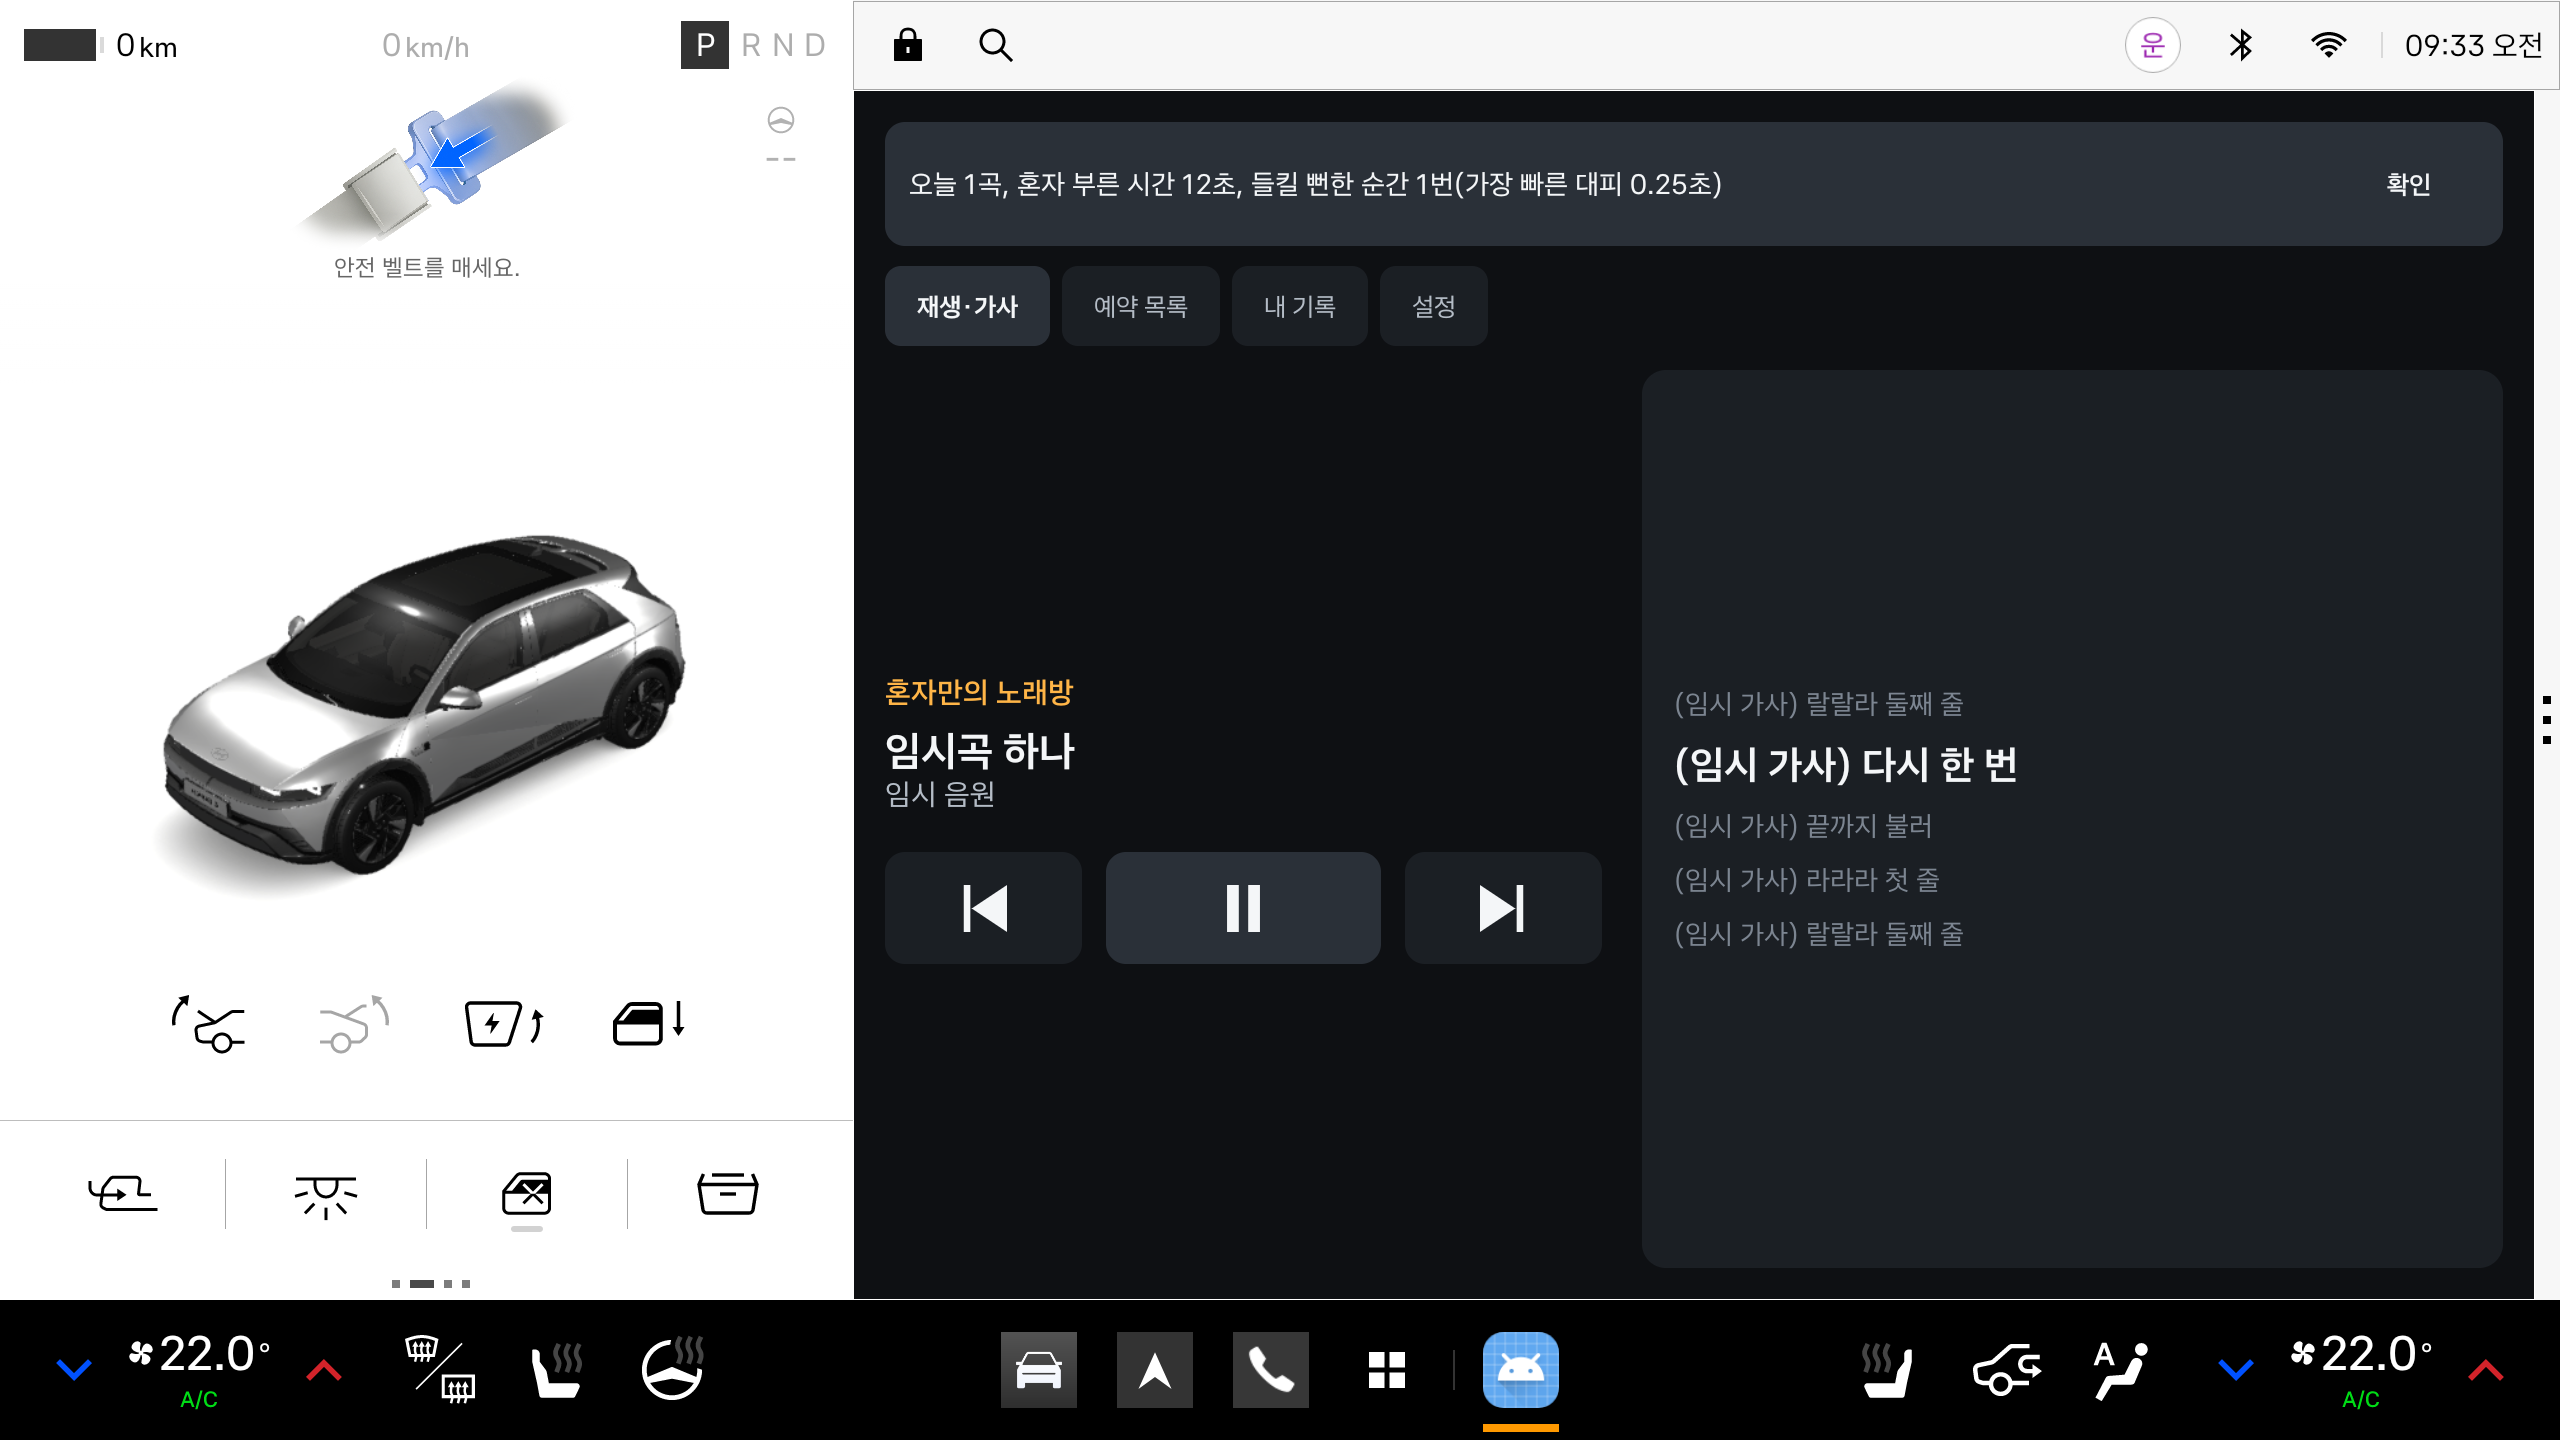 0 km
0 km/h
P R N D
운
09:33 오전
안전 벨트를 매세요.
오늘 1곡, 혼자 부른 시간 12초, 들킬 뻔한 순간 1번(가장 빠른 대피 0.25초)
확인
재생·가사
예약 목록
내 기록
설정
혼자만의 노래방
임시곡 하나
임시 음원
(임시 가사) 랄랄라 둘째 줄
(임시 가사) 다시 한 번
(임시 가사) 끝까지 불러
(임시 가사) 라라라 첫 줄
(임시 가사) 랄랄라 둘째 줄
22.0°
A/C
A
22.0°
A/C